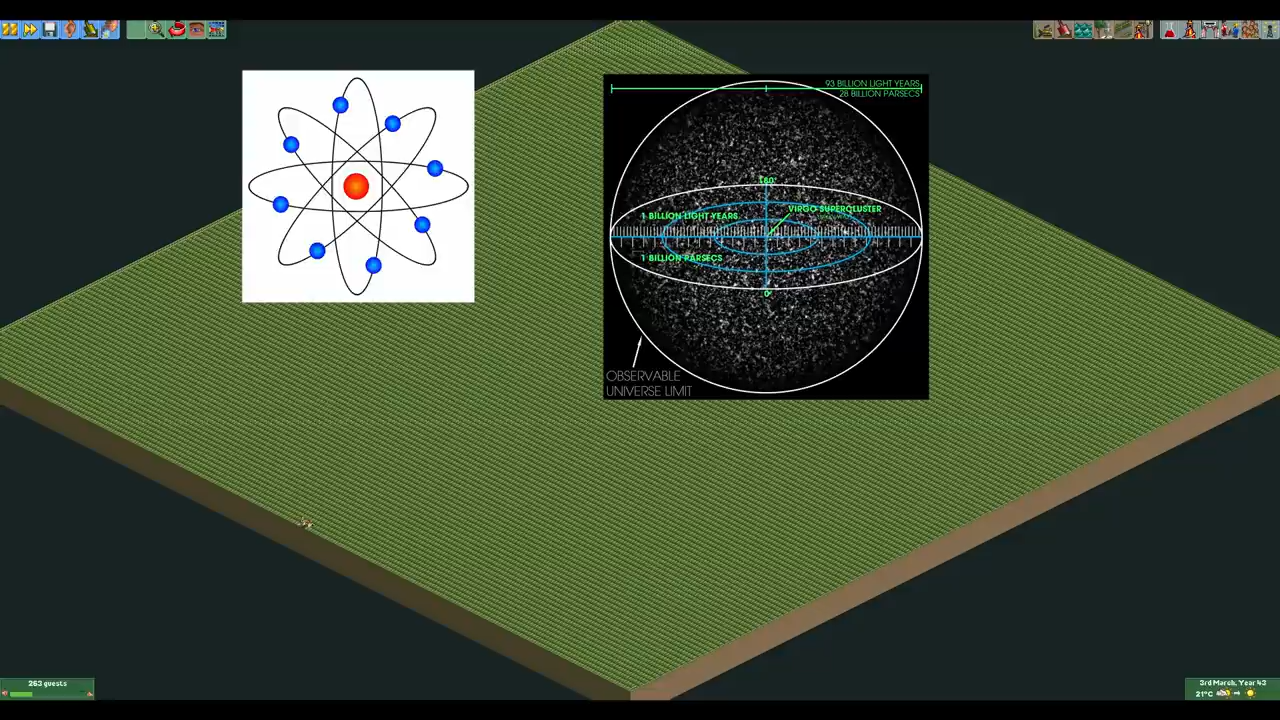 93 BILLION LIGHT YEARS
28 BILLION PARSECS
180°
1 BILLION LIGHT YEARS
VIRGO SUPERCLUSTER
1 BILLION PARSECS
0°
OBSERVABLE
UNIVERSE LIMIT
263 guests
3rd March, Year 43
21°C